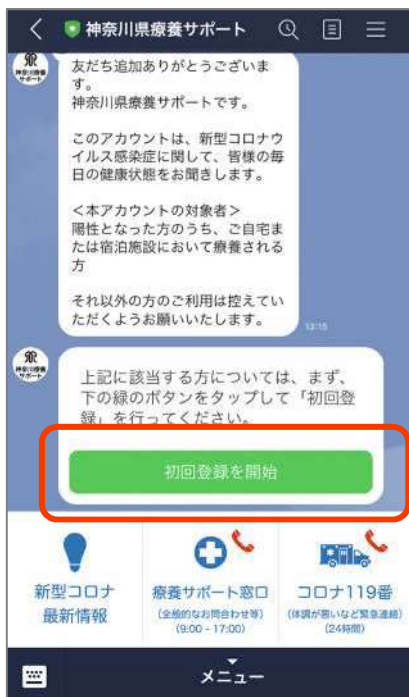 神奈川県療養サポート
友だち追加ありがとうございま
す。
神奈川県療養サポートです。
このアカウントは、新型コロナウ
イルス感染症に関して、皆様の毎
日の健康状態をお聞きします。
<本アカウントの対象者>
陽性となった方のうち、ご自宅ま
たは宿泊施設において療養される
方
それ以外の方のご利用は控えてい
ただくようお願いいたします。
13:15
上記に該当する方については、まず、
下の緑のボタンをタップして「初回登
録」を行ってください。
初回登録を開始
新型コロナ
最新情報
療養サポート窓口
(全般的なお問合わせ等)
(9:00 - 17:00)
コロナ119番
(体調が悪いなど緊急連絡)
(24時間)
メニュー